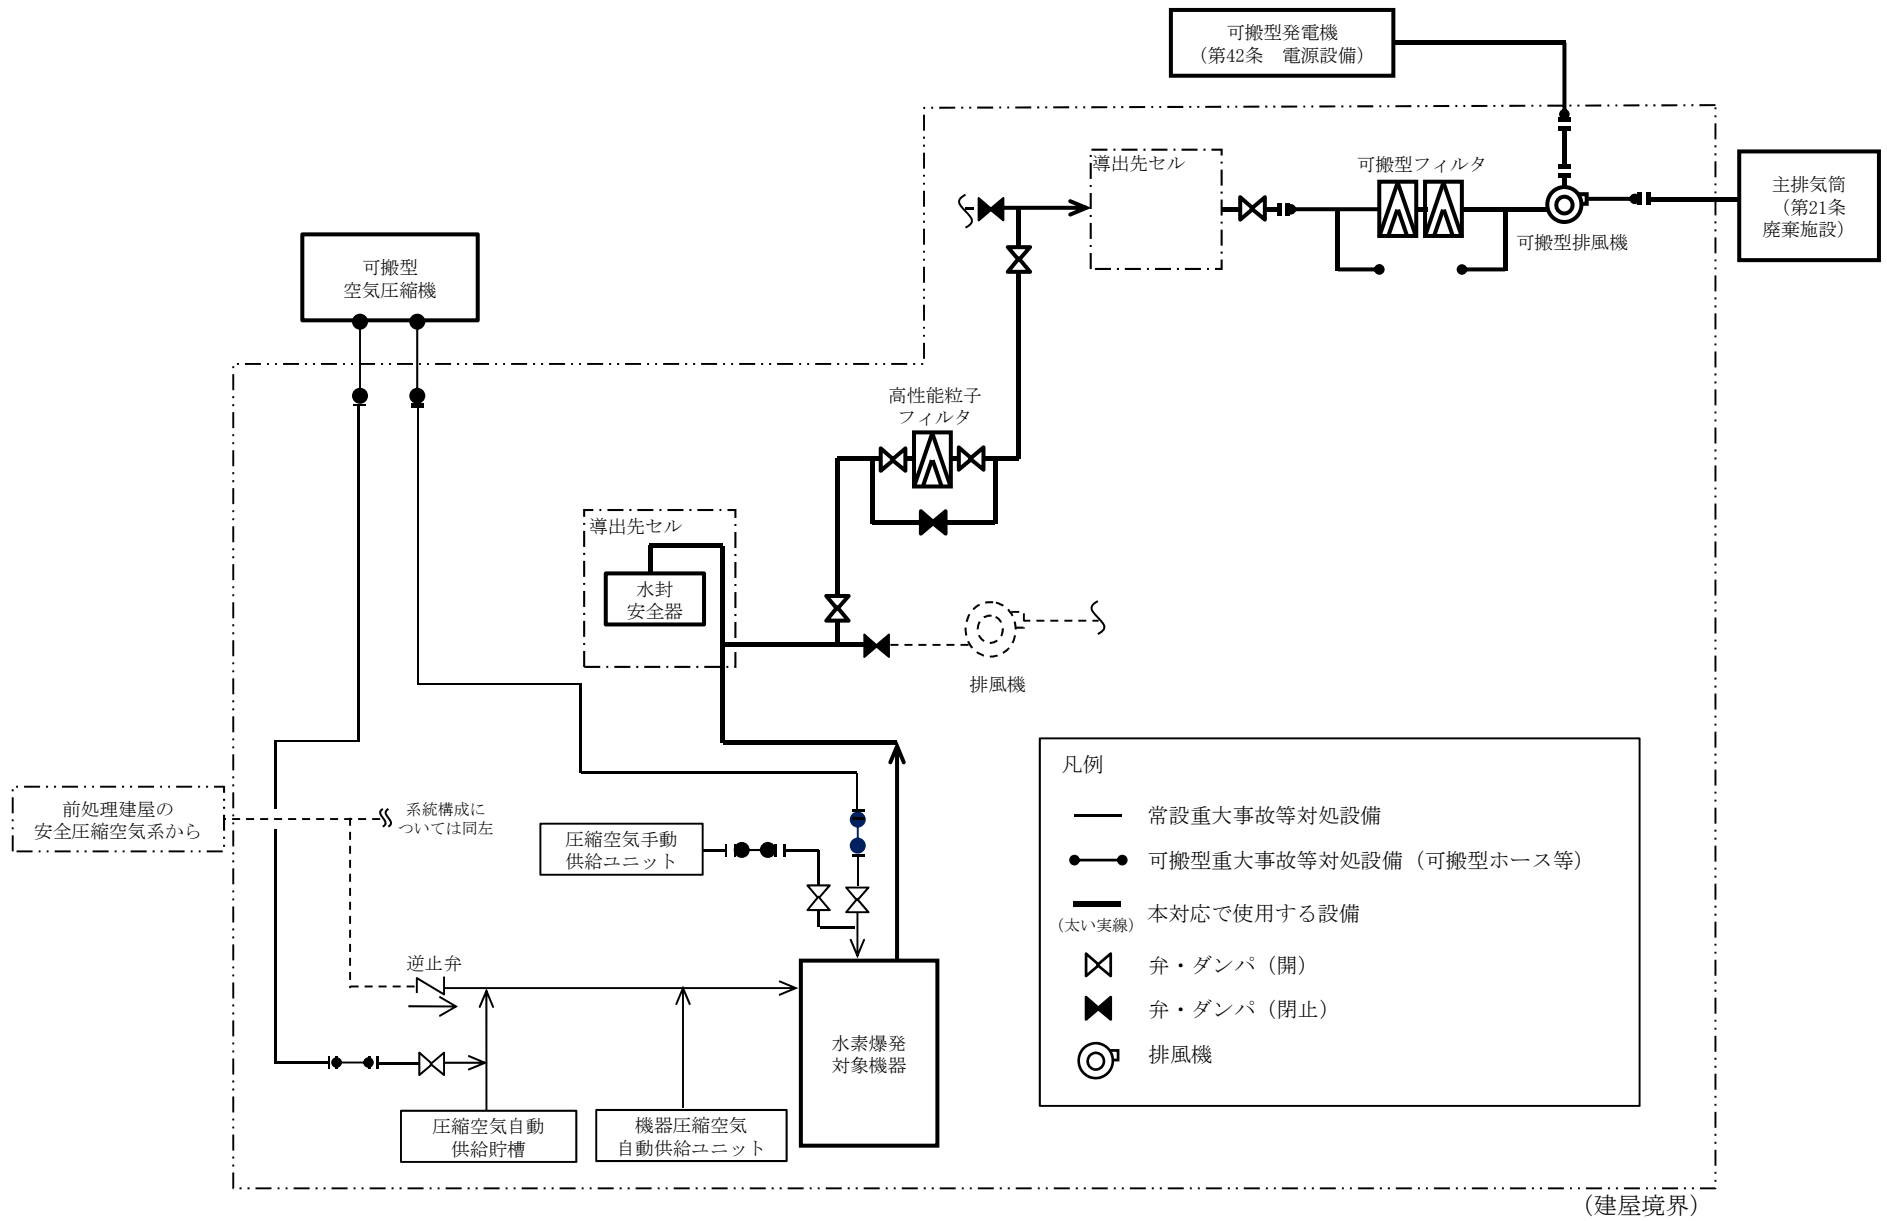 可搬型発電機
（第42条　電源設備）
導出先セル
可搬型フィルタ
可搬型排風機
主排気筒
（第21条
廃棄施設）
可搬型
空気圧縮機
高性能粒子
フィルタ
導出先セル
水封
安全器
排風機
前処理建屋の
安全圧縮空気系から
系統構成に
ついては同左
圧縮空気手動
供給ユニット
逆止弁
水素爆発
対象機器
圧縮空気自動
供給貯槽
機器圧縮空気
自動供給ユニット
凡例
常設重大事故等対処設備
可搬型重大事故等対処設備（可搬型ホース等）
本対応で使用する設備
（太い実線）
弁・ダンパ（開）
弁・ダンパ（閉止）
排風機
（建屋境界）